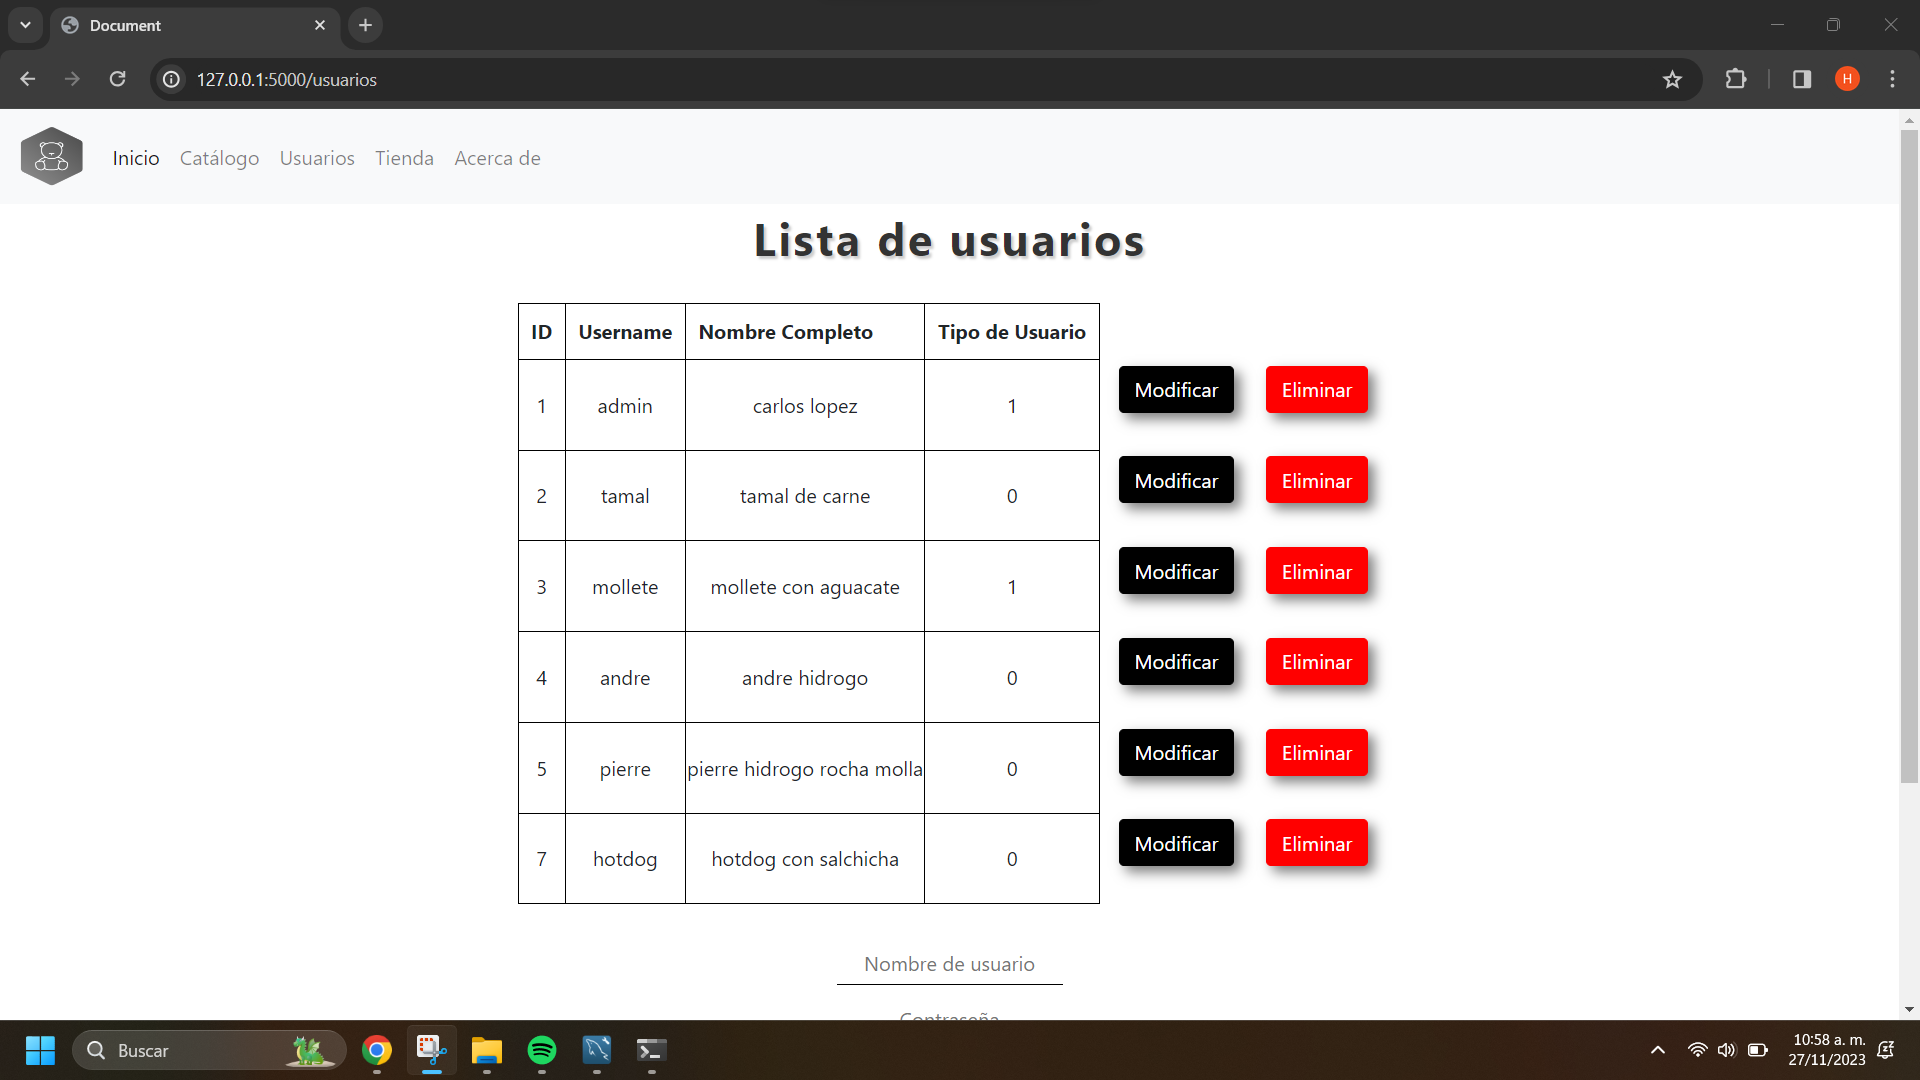 Document
127.0.0.1:5000/usuarios
H
Inicio Catálogo Usuarios Tienda Acerca de
Lista de usuarios
ID Username Nombre Completo Tipo de Usuario
1 admin carlos lopez 1 Modificar Eliminar
2 tamal tamal de carne 0 Modificar Eliminar
3 mollete mollete con aguacate 1 Modificar Eliminar
4 andre andre hidrogo 0 Modificar Eliminar
5 pierre pierre hidrogo rocha molla 0 Modificar Eliminar
7 hotdog hotdog con salchicha 0 Modificar Eliminar
Nombre de usuario
Contraseña
Buscar
10:58 a. m.
27/11/2023